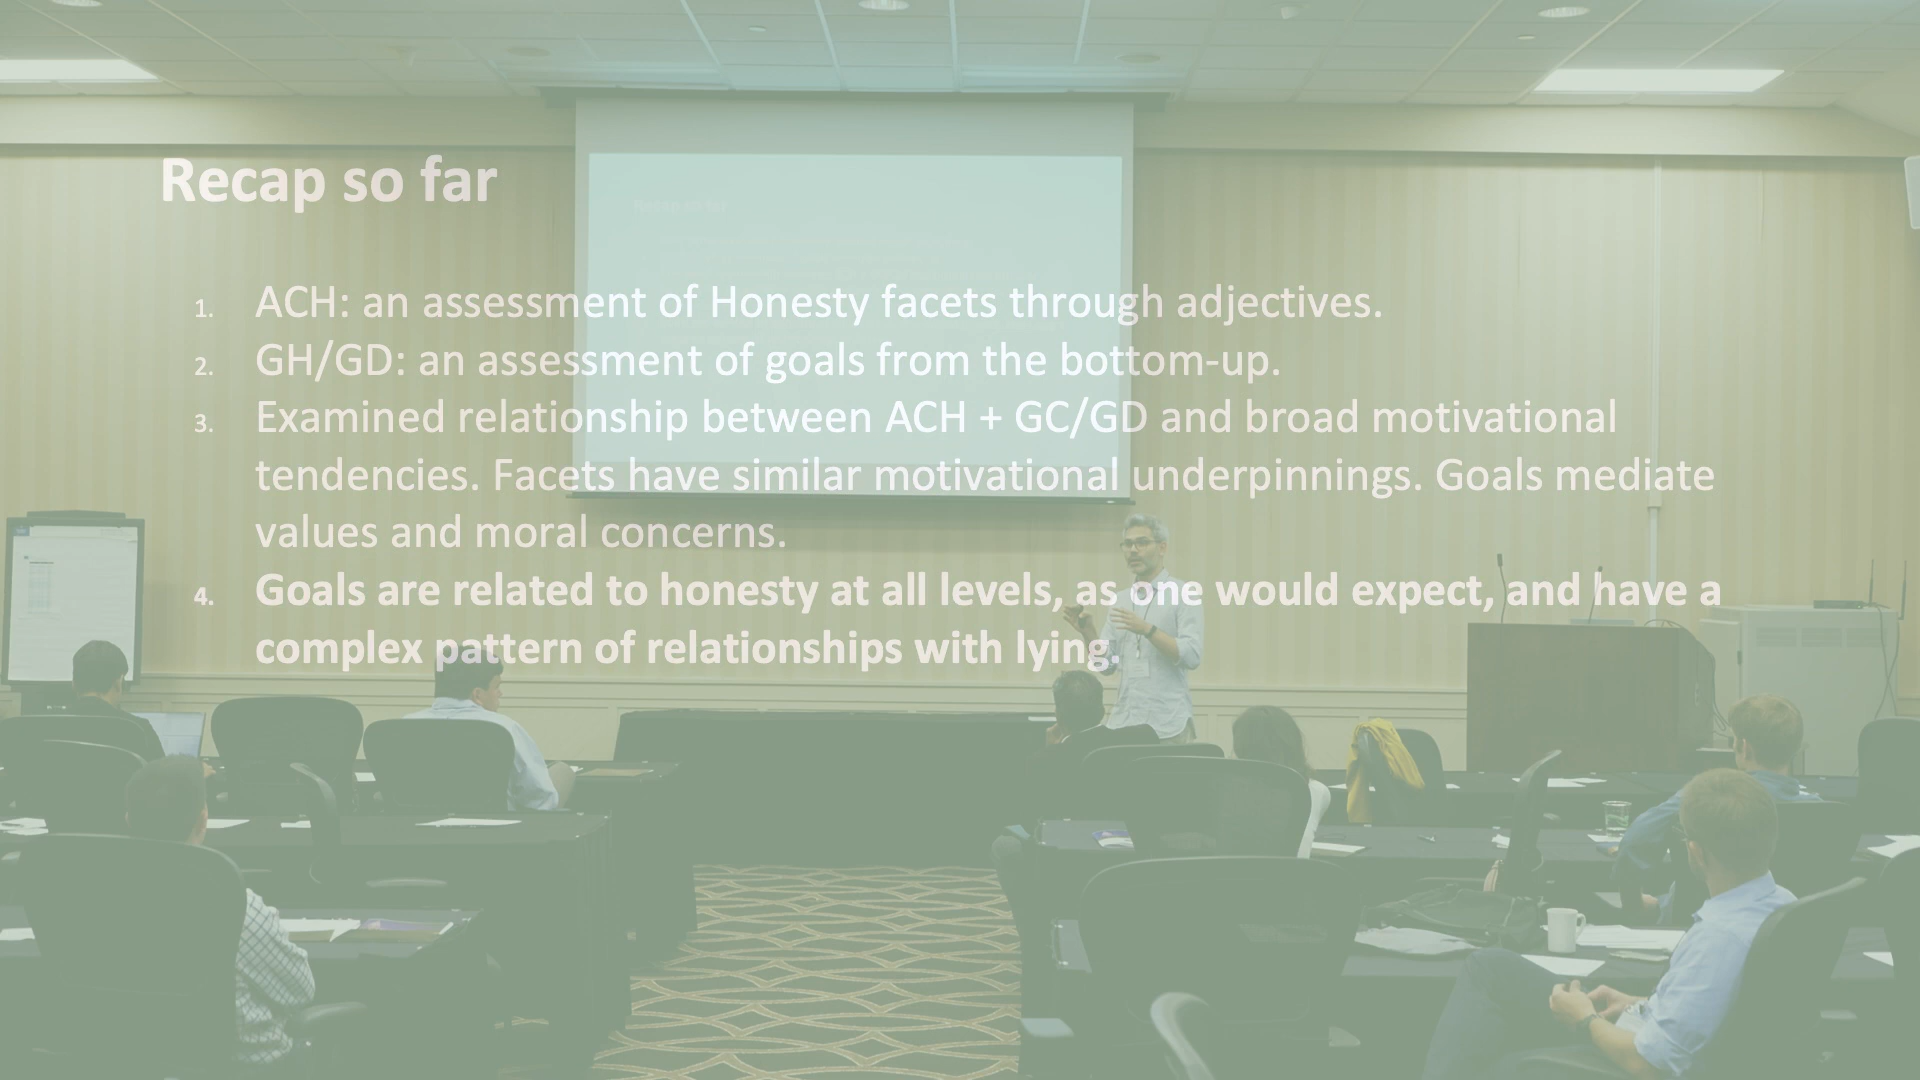 Recap so far
1. ACH: an assessment of Honesty facets through adjectives.
2. GH/GD: an assessment of goals from the bottom-up.
3. Examined relationship between ACH + GC/GD and broad motivational
tendencies. Facets have similar motivational underpinnings. Goals mediate
values and moral concerns.
4. Goals are related to honesty at all levels, as one would expect, and have a
complex pattern of relationships with lying.